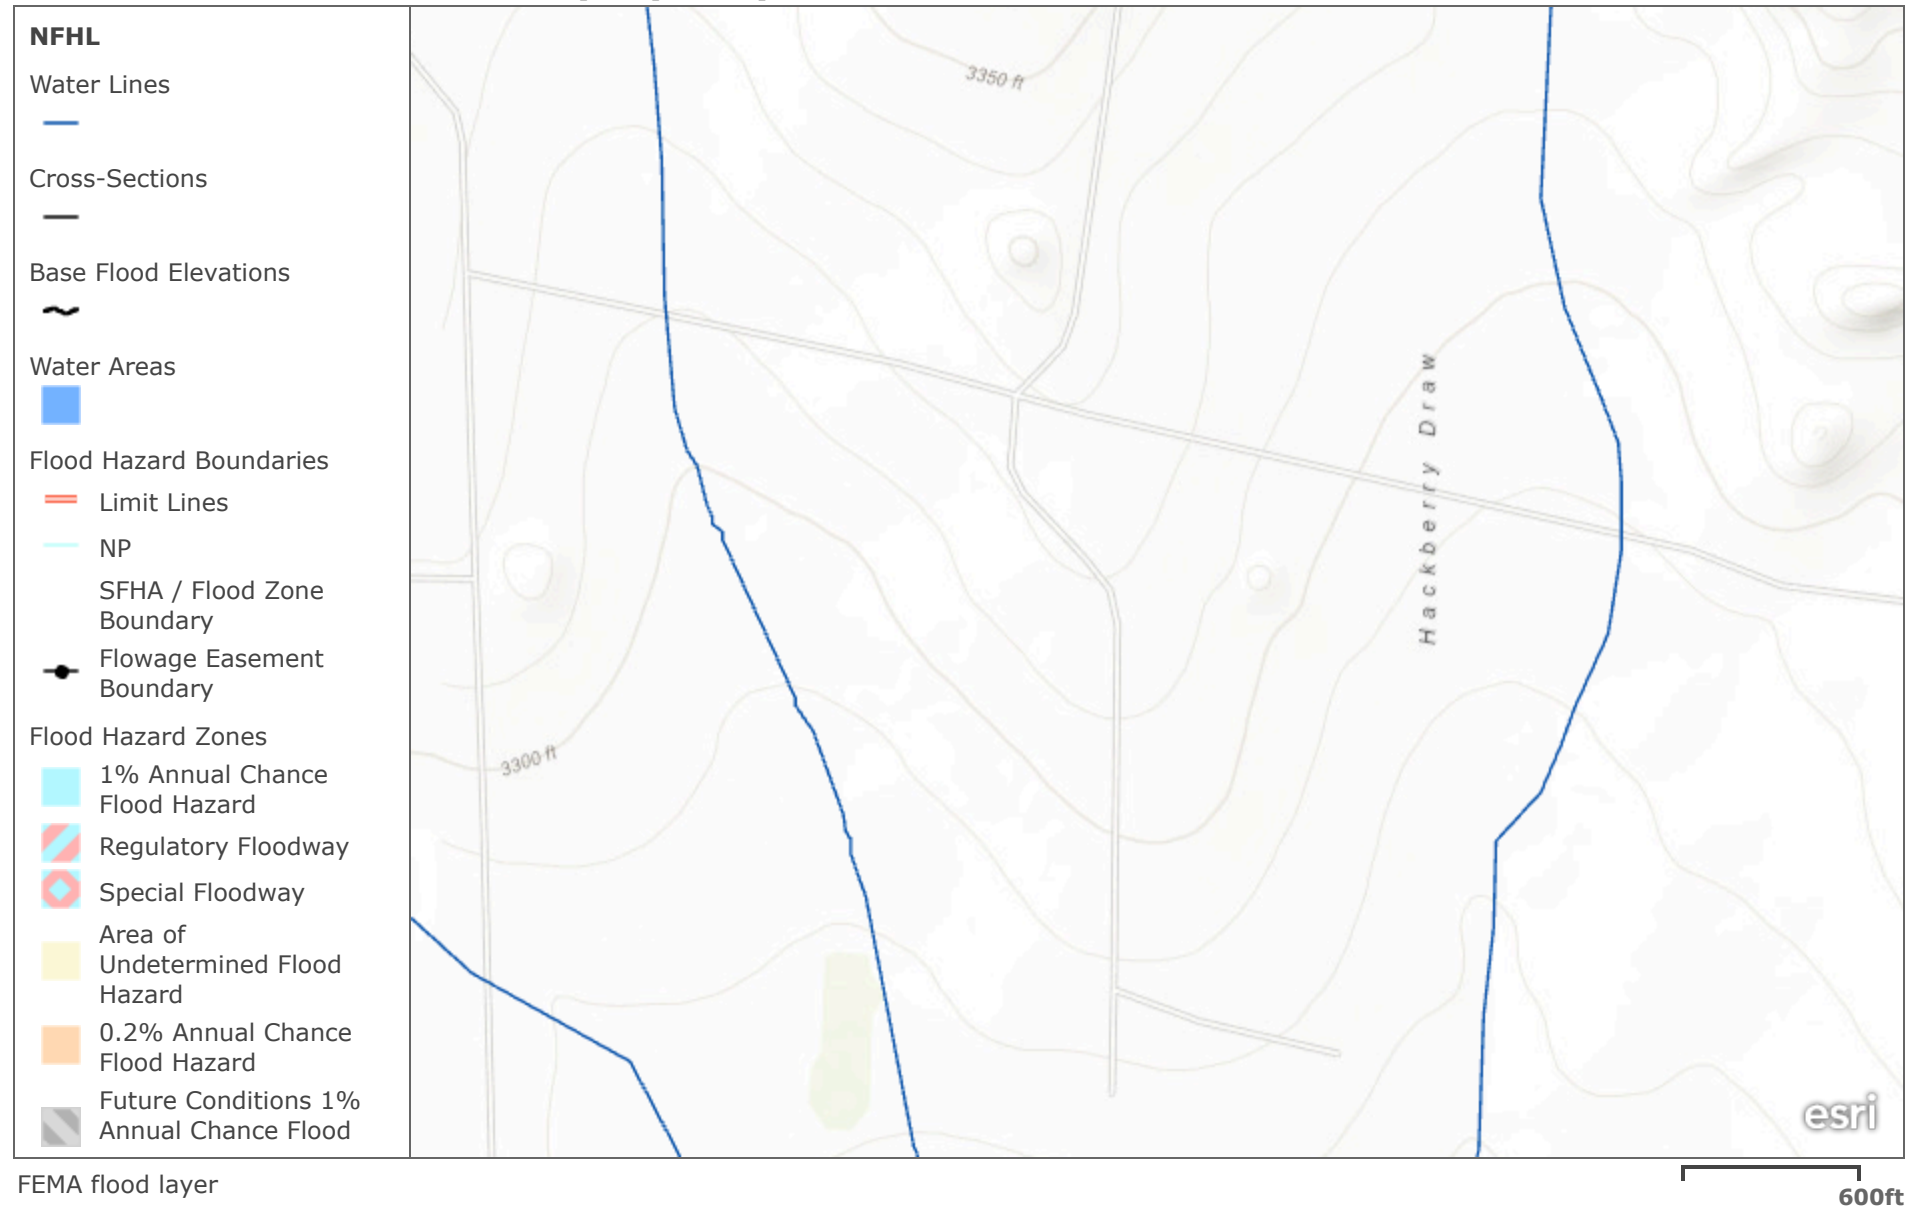 NFHL
Water Lines
Cross-Sections
Base Flood Elevations
Water Areas
Flood Hazard Boundaries
Limit Lines
NP
SFHA / Flood Zone
Boundary
Flowage Easement
Boundary
Flood Hazard Zones
1% Annual Chance
Flood Hazard
Regulatory Floodway
Special Floodway
Area of
Undetermined Flood
Hazard
0.2% Annual Chance
Flood Hazard
Future Conditions 1%
Annual Chance Flood
3350 ft
Hackberry Draw
3300 ft
esri
FEMA flood layer
600ft